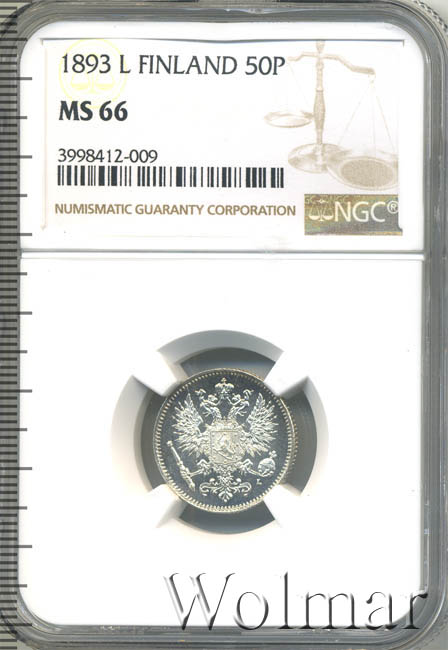 1893 L FINLAND 50P
MS 66
3998412-009
NUMISMATIC GUARANTY CORPORATION
NGC®
L
Wolmar